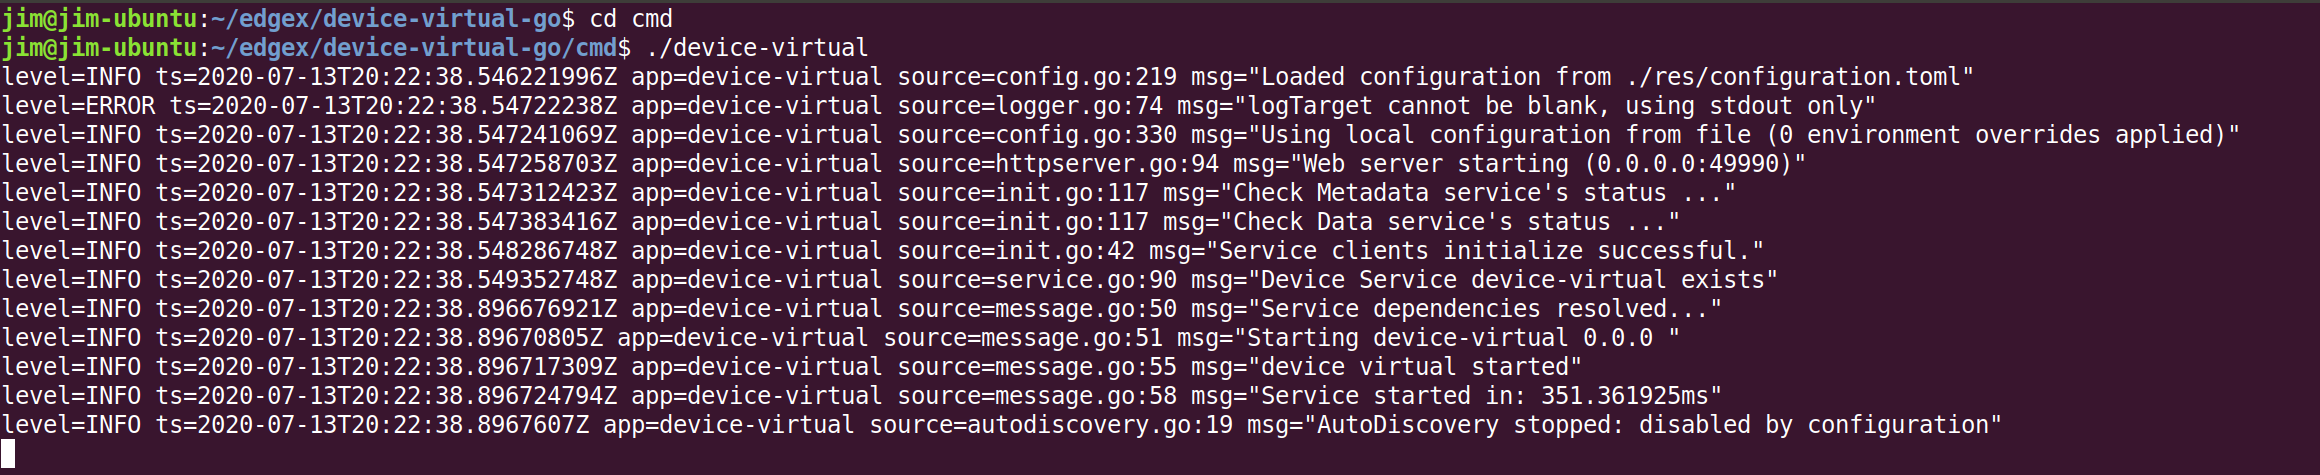 jim@jim-ubuntu:~/edgex/device-virtual-go$ cd cmd
jim@jim-ubuntu:~/edgex/device-virtual-go/cmd$ ./device-virtual
level=INFO ts=2020-07-13T20:22:38.546221996Z app=device-virtual source=config.go:219 msg="Loaded configuration from ./res/configuration.toml"
level=ERROR ts=2020-07-13T20:22:38.54722238Z app=device-virtual source=logger.go:74 msg="logTarget cannot be blank, using stdout only"
level=INFO ts=2020-07-13T20:22:38.547241069Z app=device-virtual source=config.go:330 msg="Using local configuration from file (0 environment overrides applied)"
level=INFO ts=2020-07-13T20:22:38.547258703Z app=device-virtual source=httpserver.go:94 msg="Web server starting (0.0.0.0:49990)"
level=INFO ts=2020-07-13T20:22:38.547312423Z app=device-virtual source=init.go:117 msg="Check Metadata service's status ..."
level=INFO ts=2020-07-13T20:22:38.547383416Z app=device-virtual source=init.go:117 msg="Check Data service's status ..."
level=INFO ts=2020-07-13T20:22:38.548286748Z app=device-virtual source=init.go:42 msg="Service clients initialize successful."
level=INFO ts=2020-07-13T20:22:38.549352748Z app=device-virtual source=service.go:90 msg="Device Service device-virtual exists"
level=INFO ts=2020-07-13T20:22:38.896676921Z app=device-virtual source=message.go:50 msg="Service dependencies resolved..."
level=INFO ts=2020-07-13T20:22:38.89670805Z app=device-virtual source=message.go:51 msg="Starting device-virtual 0.0.0 "
level=INFO ts=2020-07-13T20:22:38.896717309Z app=device-virtual source=message.go:55 msg="device virtual started"
level=INFO ts=2020-07-13T20:22:38.896724794Z app=device-virtual source=message.go:58 msg="Service started in: 351.361925ms"
level=INFO ts=2020-07-13T20:22:38.8967607Z app=device-virtual source=autodiscovery.go:19 msg="AutoDiscovery stopped: disabled by configuration"